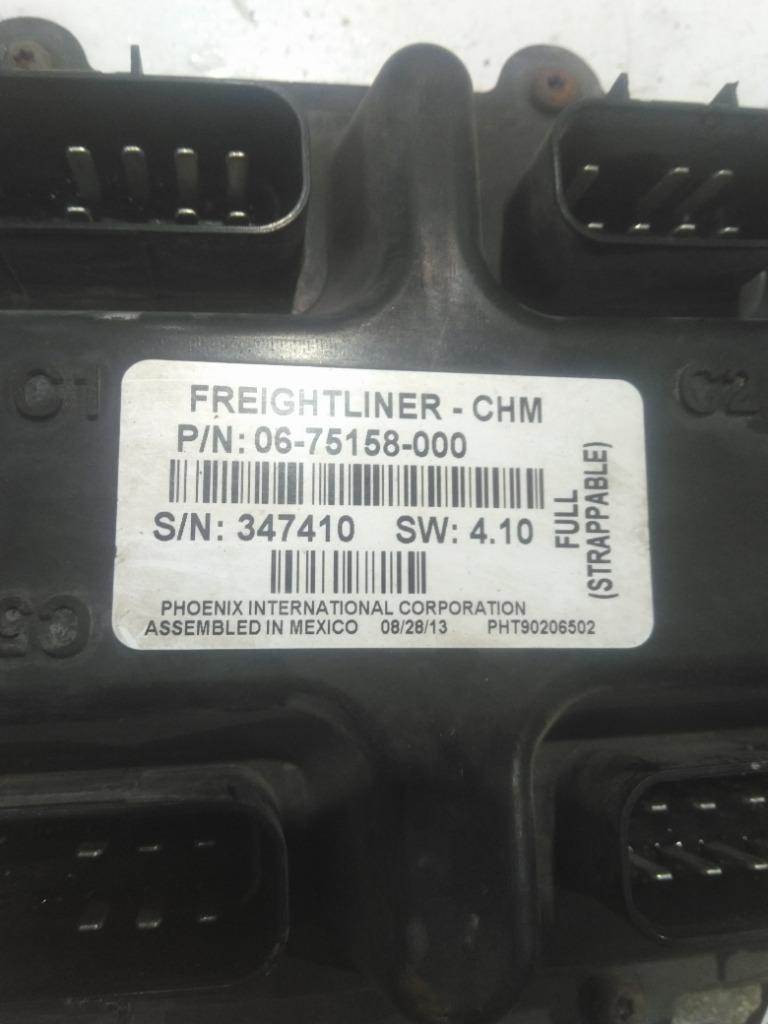 FREIGHTLINER - CHM
P/N: 06-75158-000
S/N: 347410 SW: 4.10
FULL
(STRAPPABLE)
PHOENIX INTERNATIONAL CORPORATION
ASSEMBLED IN MEXICO 08/28/13 PHT90206502
C1
C2
C5